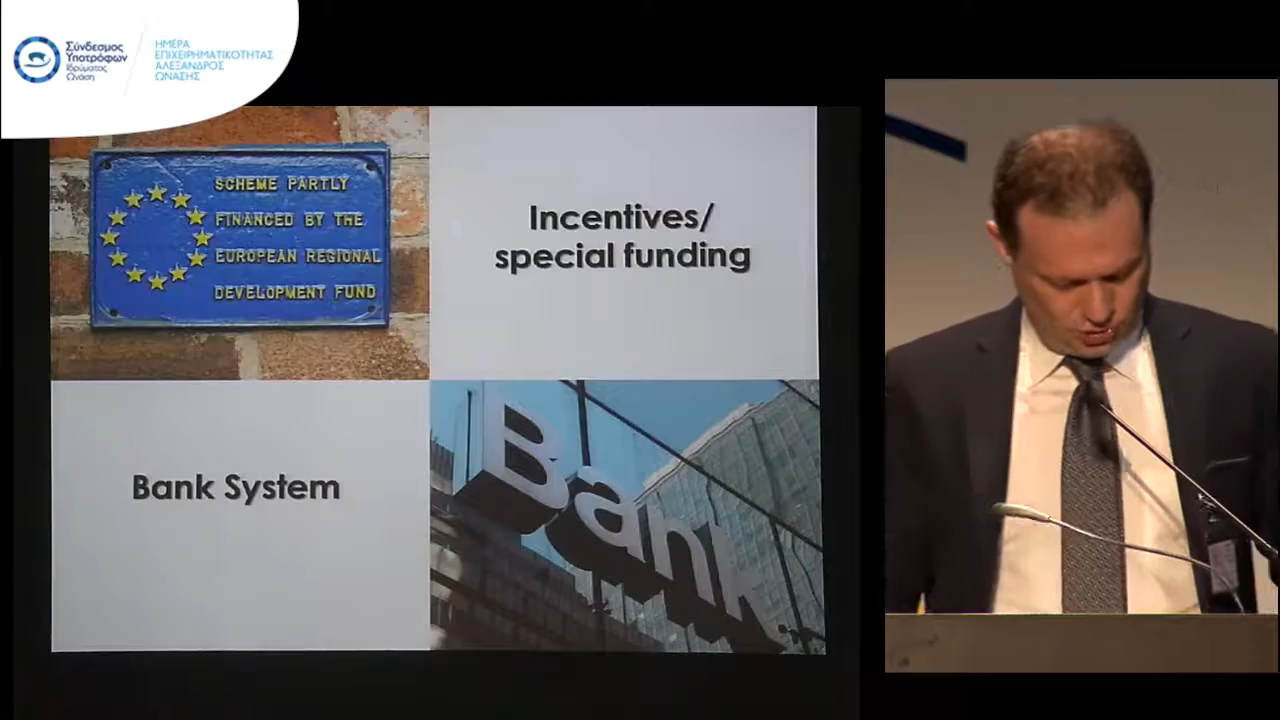 Σύνδεσμος
Υποτρόφων
Ιδρύματος
Ωνάση
ΗΜΕΡΑ
ΕΠΙΧΕΙΡΗΜΑΤΙΚΟΤΗΤΑΣ
ΑΛΕΞΑΝΔΡΟΣ
ΩΝΑΣΗΣ
SCHEME PARTLY
FINANCED BY THE
EUROPEAN REGIONAL
DEVELOPMENT FUND
Incentives/
special funding
Bank System
Bank